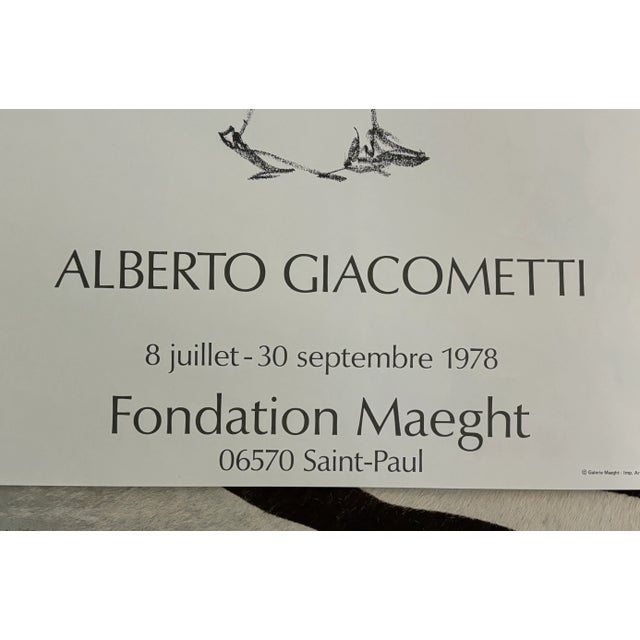 ALBERTO GIACOMETTI
8 juillet - 30 septembre 1978
Fondation Maeght
06570 Saint-Paul
© Galerie Maeght - Imp.